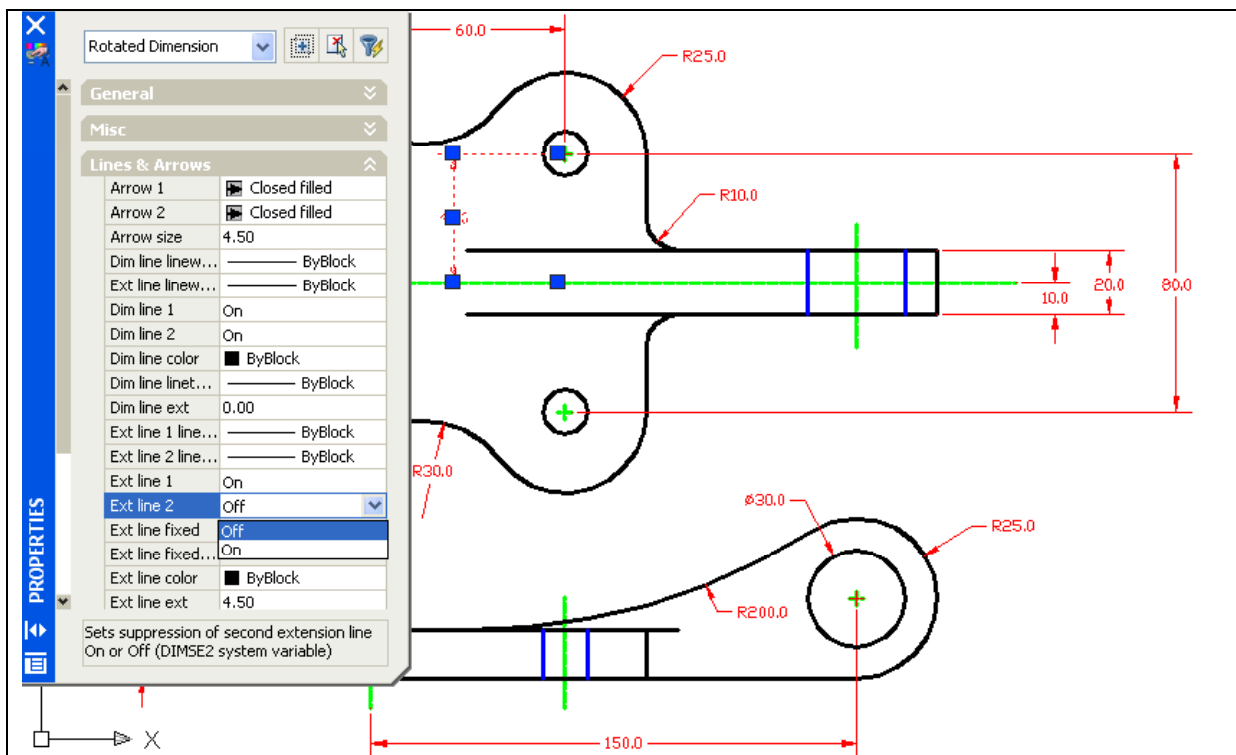 Rotated Dimension
General
Misc
Lines & Arrows
Arrow 1 Closed filled
Arrow 2 Closed filled
Arrow size 4.50
Dim line linew... ByBlock
Ext line linew... ByBlock
Dim line 1 On
Dim line 2 On
Dim line color ByBlock
Dim line linet... ByBlock
Dim line ext 0.00
Ext line 1 line... ByBlock
Ext line 2 line... ByBlock
Ext line 1 On
Ext line 2 Off
Ext line fixed Off
Ext line fixed... On
Ext line color ByBlock
Ext line ext 4.50
Sets suppression of second extension line
On or Off (DIMSE2 system variable)
PROPERTIES
60.0
R25.0
R10.0
10.0
20.0
80.0
R30.0
ø30.0
R25.0
R200.0
150.0
X